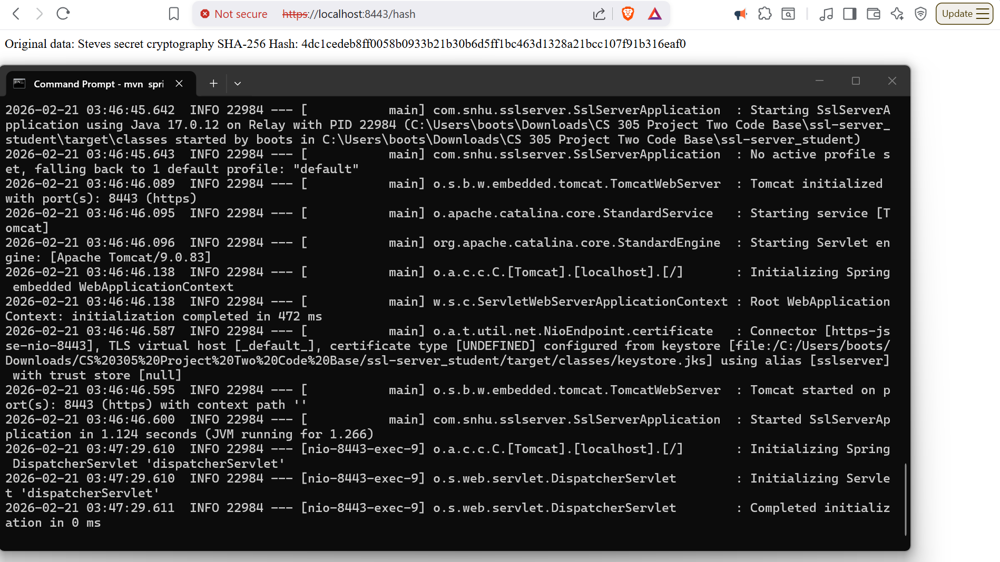 Not secure https://localhost:8443/hash Update
Original data: Steves secret cryptography SHA-256 Hash: 4dc1cedeb8ff0058b0933b21b30b6d5ff1bc463d1328a21bcc107f91b316eaf0
Command Prompt - mvn spri
2026-02-21 03:46:45.642  INFO 22984 --- [           main] com.snhu.sslserver.SslServerApplication  : Starting SslServerA
pplication using Java 17.0.12 on Relay with PID 22984 (C:\Users\boots\Downloads\CS 305 Project Two Code Base\ssl-server_
student\target\classes started by boots in C:\Users\boots\Downloads\CS 305 Project Two Code Base\ssl-server_student)
2026-02-21 03:46:45.643  INFO 22984 --- [           main] com.snhu.sslserver.SslServerApplication  : No active profile s
et, falling back to 1 default profile: "default"
2026-02-21 03:46:46.089  INFO 22984 --- [           main] o.s.b.w.embedded.tomcat.TomcatWebServer  : Tomcat initialized
with port(s): 8443 (https)
2026-02-21 03:46:46.095  INFO 22984 --- [           main] o.apache.catalina.core.StandardService   : Starting service [T
omcat]
2026-02-21 03:46:46.096  INFO 22984 --- [           main] org.apache.catalina.core.StandardEngine  : Starting Servlet en
gine: [Apache Tomcat/9.0.83]
2026-02-21 03:46:46.138  INFO 22984 --- [           main] o.a.c.c.C.[Tomcat].[localhost].[/]       : Initializing Spring
 embedded WebApplicationContext
2026-02-21 03:46:46.138  INFO 22984 --- [           main] w.s.c.ServletWebServerApplicationContext : Root WebApplication
Context: initialization completed in 472 ms
2026-02-21 03:46:46.587  INFO 22984 --- [           main] o.a.t.util.net.NioEndpoint.certificate   : Connector [https-js
se-nio-8443], TLS virtual host [_default_], certificate type [UNDEFINED] configured from keystore [file:/C:/Users/boots/
Downloads/CS%20305%20Project%20Two%20Code%20Base/ssl-server_student/target/classes/keystore.jks] using alias [sslserver]
 with trust store [null]
2026-02-21 03:46:46.595  INFO 22984 --- [           main] o.s.b.w.embedded.tomcat.TomcatWebServer  : Tomcat started on p
ort(s): 8443 (https) with context path ''
2026-02-21 03:46:46.600  INFO 22984 --- [           main] com.snhu.sslserver.SslServerApplication  : Started SslServerAp
plication in 1.124 seconds (JVM running for 1.266)
2026-02-21 03:47:29.610  INFO 22984 --- [nio-8443-exec-9] o.a.c.c.C.[Tomcat].[localhost].[/]       : Initializing Spring
 DispatcherServlet 'dispatcherServlet'
2026-02-21 03:47:29.610  INFO 22984 --- [nio-8443-exec-9] o.s.web.servlet.DispatcherServlet        : Initializing Servle
t 'dispatcherServlet'
2026-02-21 03:47:29.611  INFO 22984 --- [nio-8443-exec-9] o.s.web.servlet.DispatcherServlet        : Completed initializ
ation in 0 ms